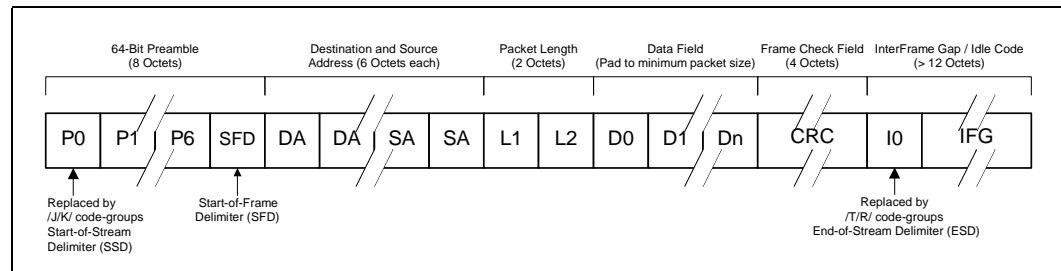 64-Bit Preamble
(8 Octets)
Destination and Source
Address (6 Octets each)
Packet Length
(2 Octets)
Data Field
(Pad to minimum packet size)
Frame Check Field
(4 Octets)
InterFrame Gap / Idle Code
(> 12 Octets)
P0 P1 P6 SFD DA DA SA SA L1 L2 D0 D1 Dn CRC I0 IFG
Replaced by
/J/K/ code-groups
Start-of-Stream
Delimiter (SSD)
Start-of-Frame
Delimiter (SFD)
Replaced by
/T/R/ code-groups
End-of-Stream Delimiter (ESD)